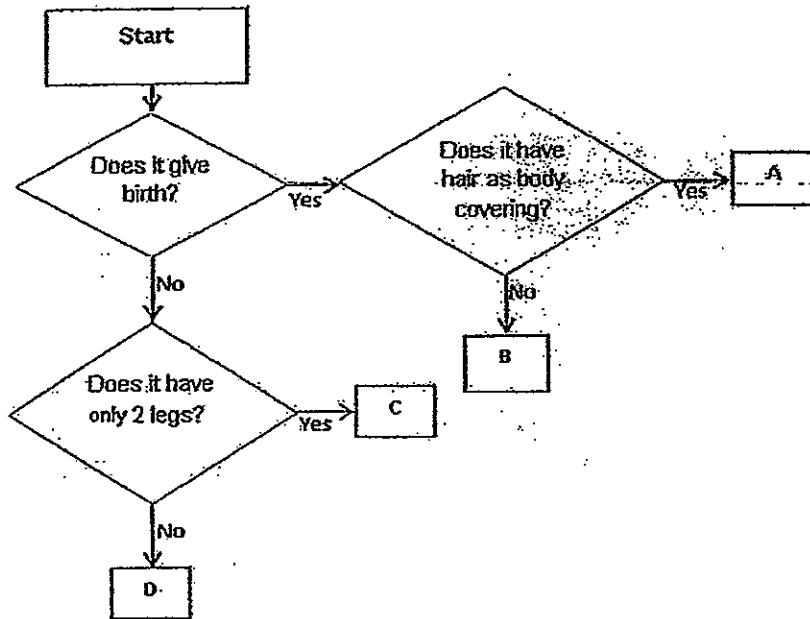 Start
Does it give
birth?
Yes
Does it have
hair as body
covering?
Yes
A
No
No
B
Does it have
only 2 legs?
Yes
C
No
D